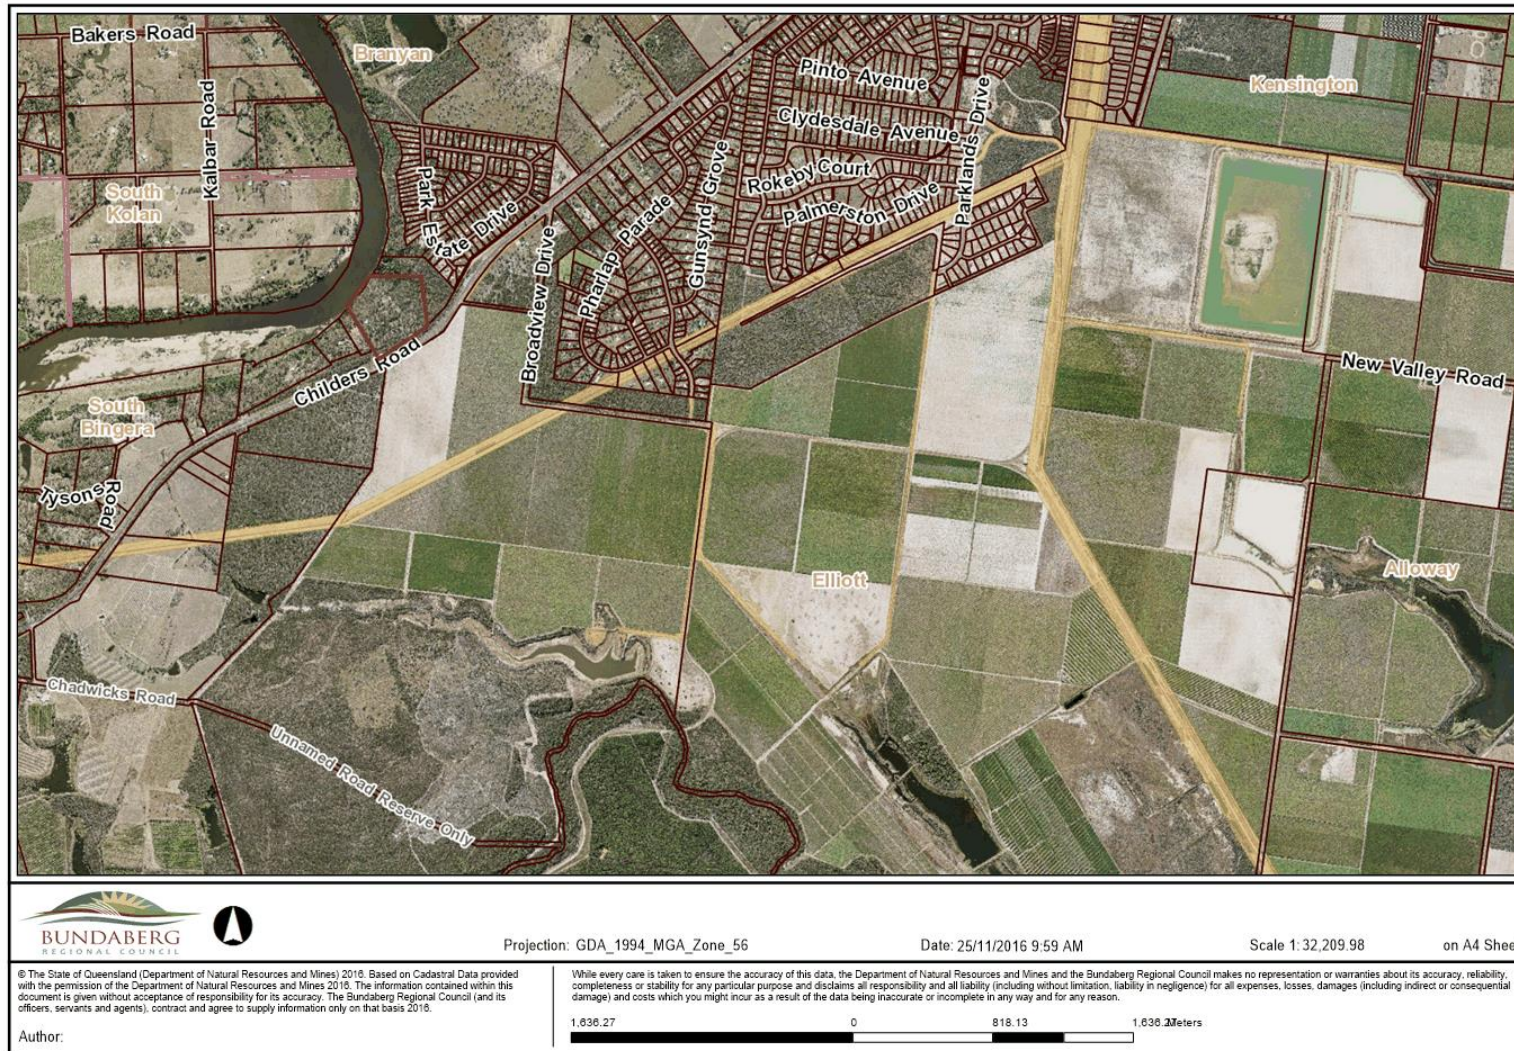 Bakers Road
Branyan
Kalbar Road
South
Kolan
Park Estate Drive
Pinto Avenue
Clydesdale Avenue
Parklands Drive
Kensington
Rokeby Court
Palmerston Drive
Gunsynd Grove
Pharlap Parade
Broadview Drive
Childers Road
New Valley Road
South
Bingera
Tysons Road
Elliott
Alloway
Chadwicks Road
Unnamed Road Reserve Only
BUNDABERG
REGIONAL COUNCIL
Projection: GDA_1994_MGA_Zone_56
Date: 25/11/2016 9:59 AM
Scale 1:32,209.98
on A4 Shee
© The State of Queensland (Department of Natural Resources and Mines) 2016. Based on Cadastral Data provided
with the permission of the Department of Natural Resources and Mines 2016. The information contained within this
document is given without acceptance of responsibility for its accuracy. The Bundaberg Regional Council (and its
officers, servants and agents), contract and agree to supply information only on that basis 2016.
Author:
While every care is taken to ensure the accuracy of this data, the Department of Natural Resources and Mines and the Bundaberg Regional Council makes no representation or warranties about its accuracy, reliability,
completeness or stability for any particular purpose and disclaims all responsibility and all liability (including without limitation, liability in negligence) for all expenses, losses, damages (including indirect or consequential
damage) and costs which you might incur as a result of the data being inaccurate or incomplete in any way and for any reason.
1,636.27 0 818.13 1,636.27 Meters